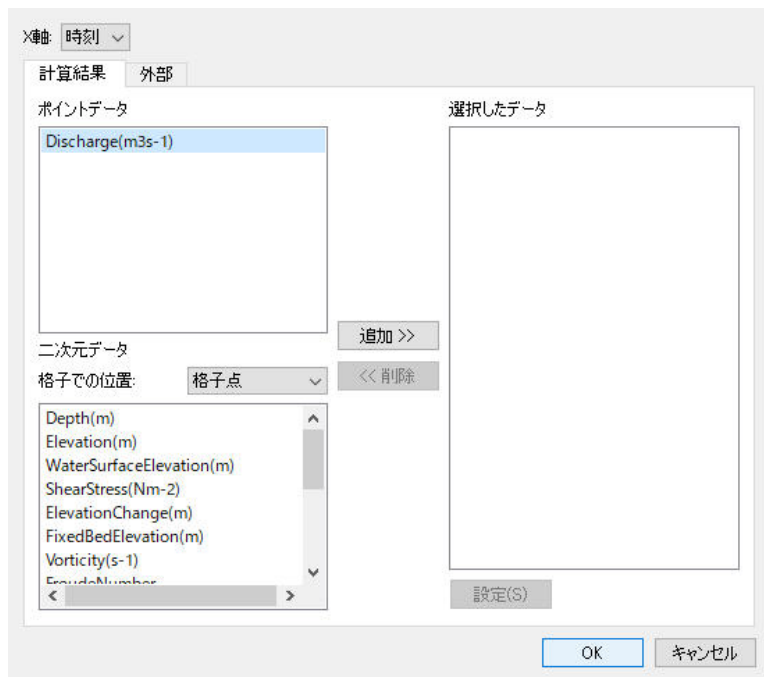 X軸: 時刻
計算結果 外部
ポイントデータ
選択したデータ
Discharge(m3s-1)
追加 >>
<< 削除
二次元データ
格子での位置: 格子点
Depth(m)
Elevation(m)
WaterSurfaceElevation(m)
ShearStress(Nm-2)
ElevationChange(m)
FixedBedElevation(m)
Vorticity(s-1)
FroudeNumber
設定(S)
OK キャンセル